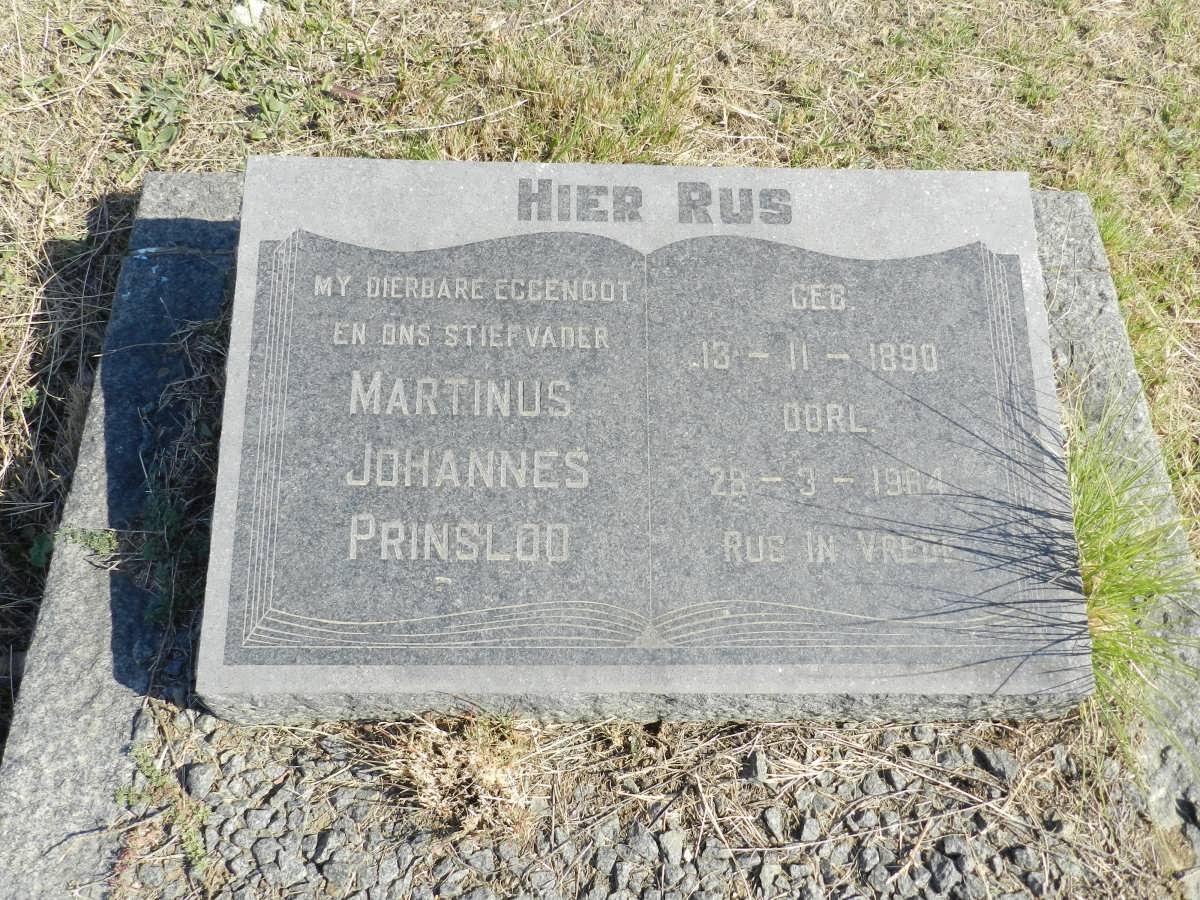 HIER RUS
MY DIERBARE EGGENOOT
EN ONS STIEFVADER
MARTINUS
JOHANNES
PRINSLOO
GEB.
13 – 11 – 1890
OORL.
28 – 3 – 1964
RUS IN VREDE